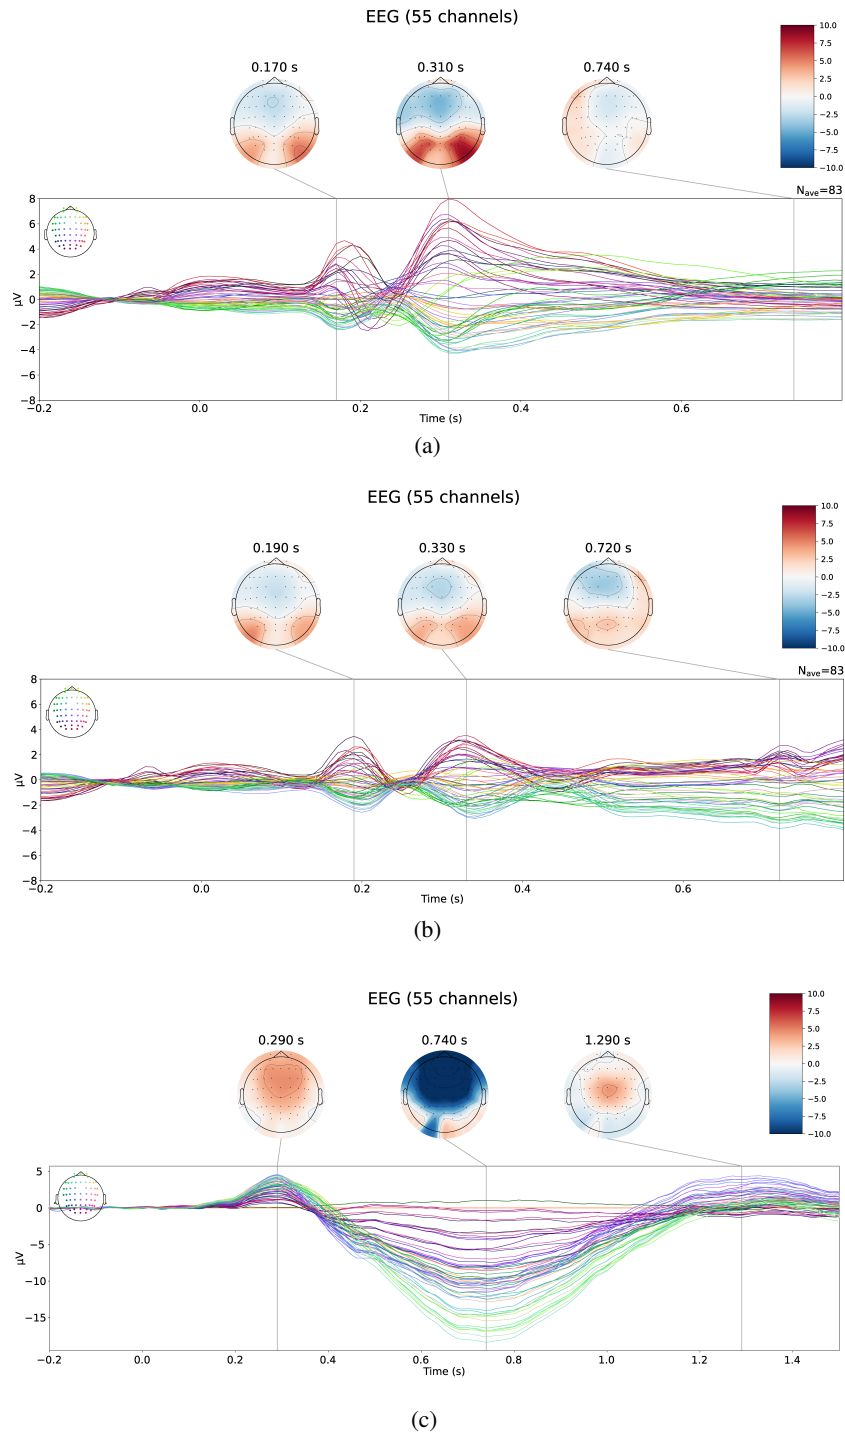 EEG (55 channels)
0.170 s 0.310 s 0.740 s
10.0
7.5
5.0
2.5
0.0
−2.5
−5.0
−7.5
−10.0
Nave=83
8
6
4
2
0
−2
−4
−6
−8
µV
−0.2 0.0 0.2 0.4 0.6
Time (s)
(a)
EEG (55 channels)
0.190 s 0.330 s 0.720 s
10.0
7.5
5.0
2.5
0.0
−2.5
−5.0
−7.5
−10.0
Nave=83
8
6
4
2
0
−2
−4
−6
−8
µV
−0.2 0.0 0.2 0.4 0.6
Time (s)
(b)
EEG (55 channels)
0.290 s 0.740 s 1.290 s
10.0
7.5
5.0
2.5
0.0
−2.5
−5.0
−7.5
−10.0
5
0
−5
−10
−15
µV
−0.2 0.0 0.2 0.4 0.6 0.8 1.0 1.2 1.4
Time (s)
(c)